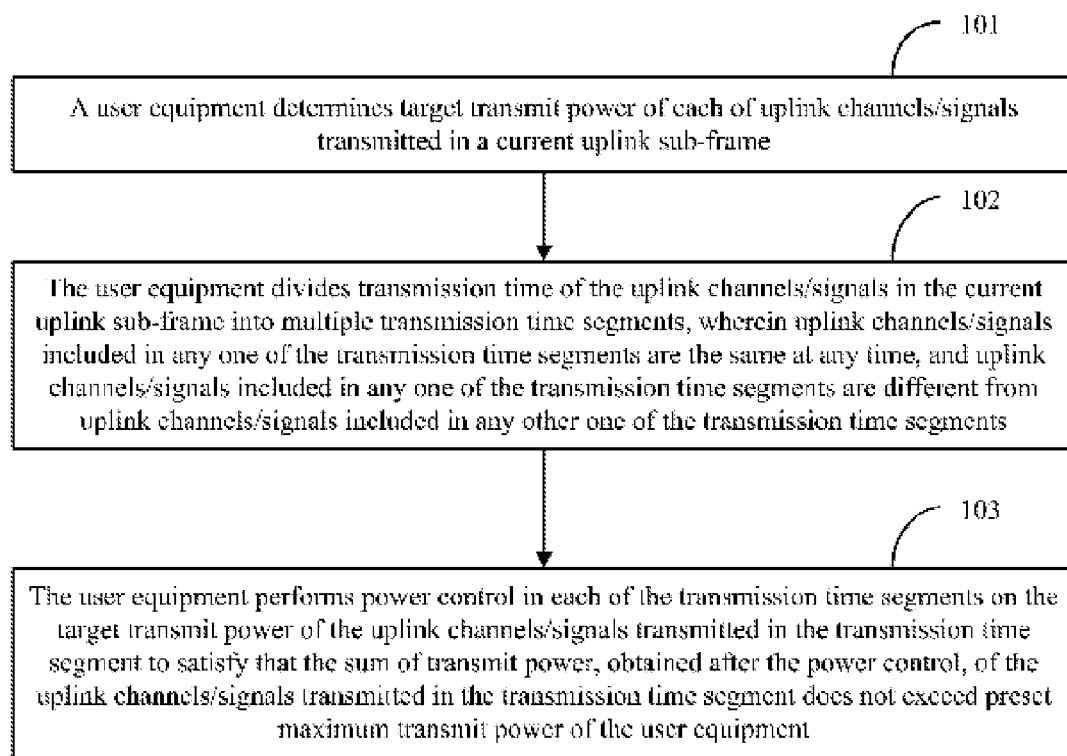 101
A user equipment determines target transmit power of each of uplink channels/signals
transmitted in a current uplink sub-frame
102
The user equipment divides transmission time of the uplink channels/signals in the current
uplink sub-frame into multiple transmission time segments, wherein uplink channels/signals
included in any one of the transmission time segments are the same at any time, and uplink
channels/signals included in any one of the transmission time segments are different from
uplink channels/signals included in any other one of the transmission time segments
103
The user equipment performs power control in each of the transmission time segments on the
target transmit power of the uplink channels/signals transmitted in the transmission time
segment to satisfy that the sum of transmit power, obtained after the power control, of the
uplink channels/signals transmitted in the transmission time segment does not exceed preset
maximum transmit power of the user equipment